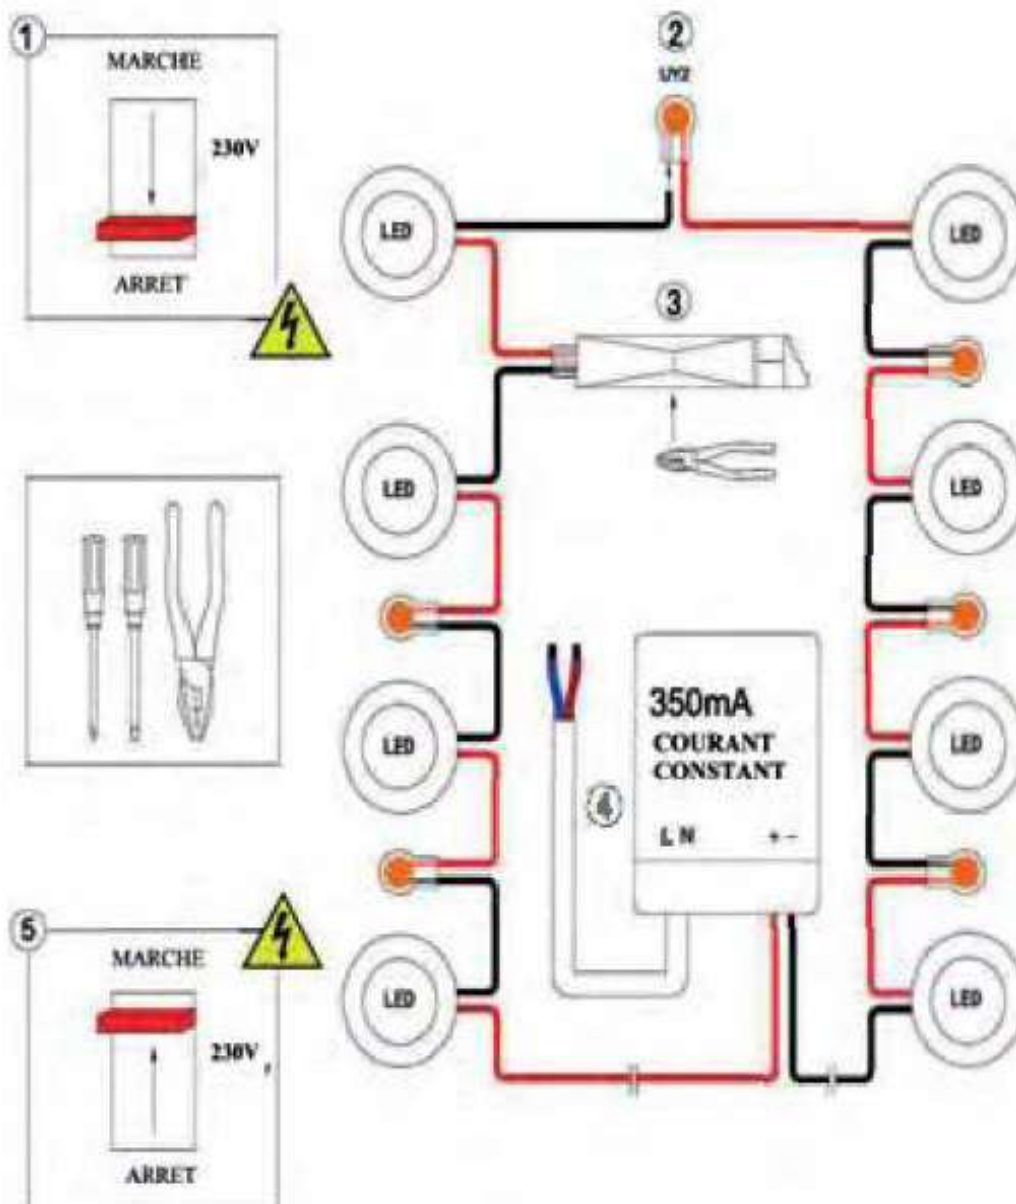 1
MARCHE
230V
ARRET
2
UYZ
LED
LED
3
LED
LED
350mA
COURANT
CONSTANT
L N + -
4
LED
LED
5
MARCHE
230V
ARRET
LED
LED